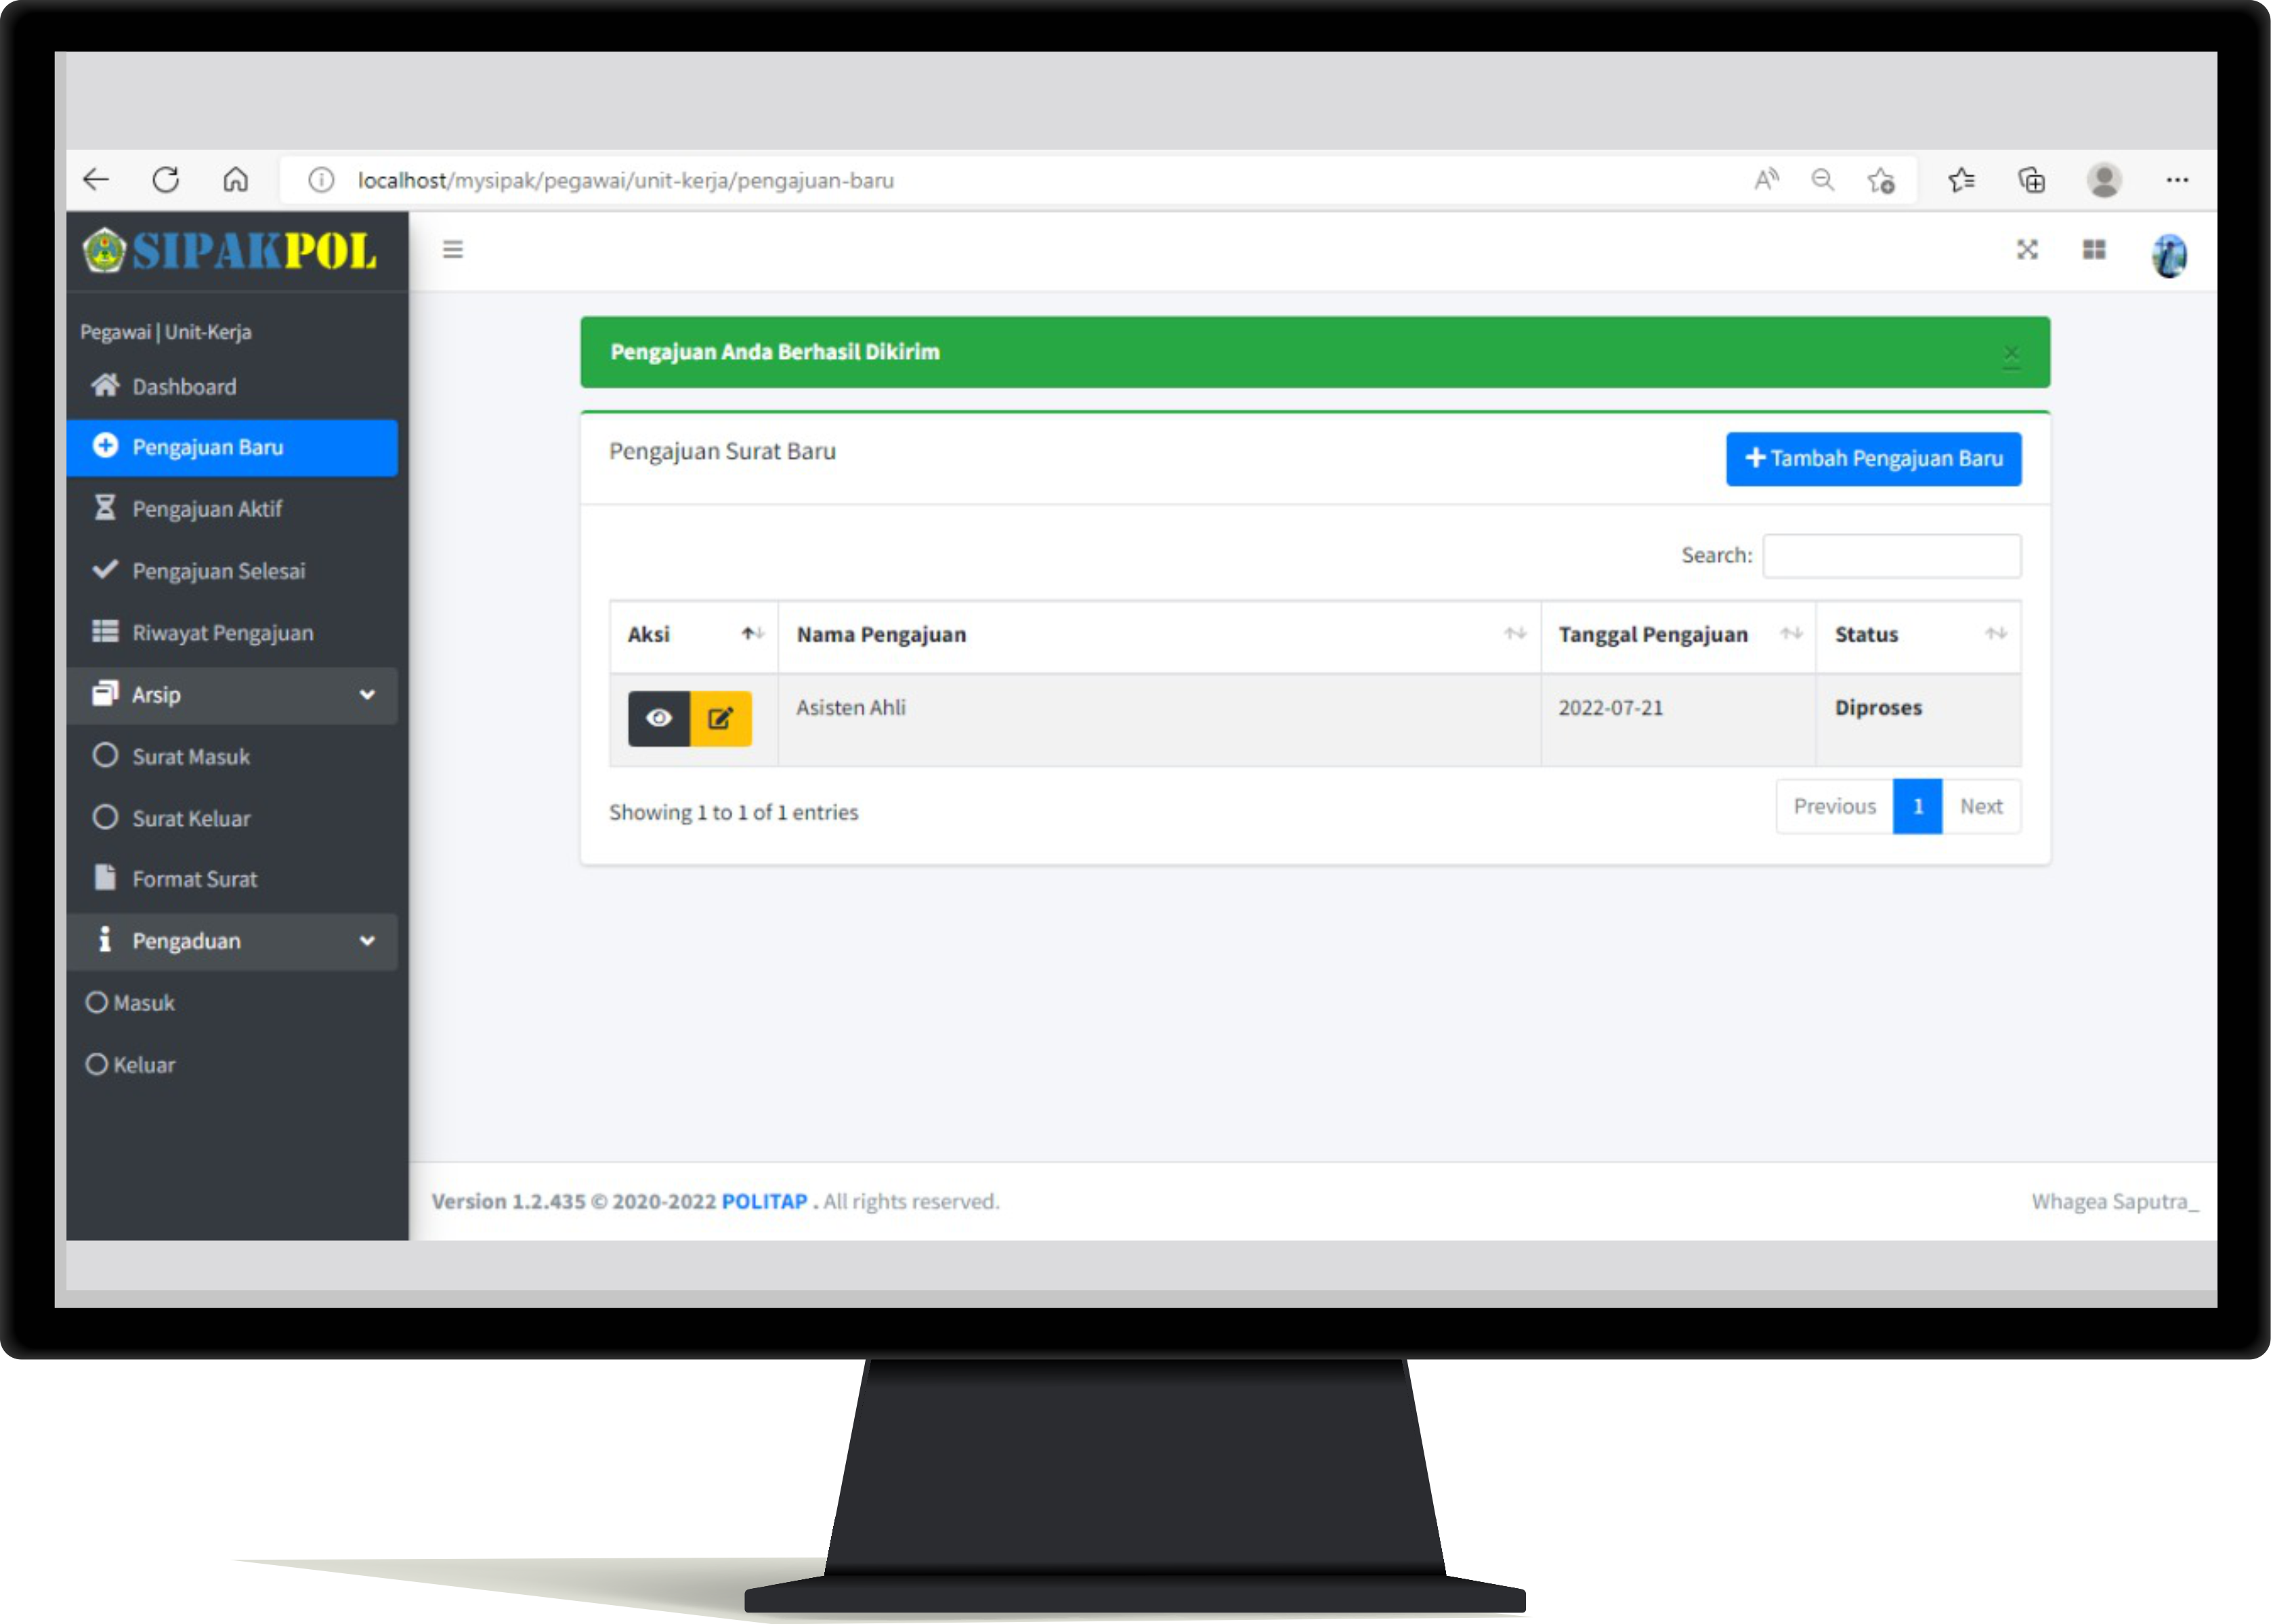 localhost/mysipak/pegawai/unit-kerja/pengajuan-baru
SIPAKPOL
Pegawai | Unit-Kerja
Dashboard
Pengajuan Baru
Pengajuan Aktif
Pengajuan Selesai
Riwayat Pengajuan
Arsip
Surat Masuk
Surat Keluar
Format Surat
Pengaduan
Masuk
Keluar
Pengajuan Anda Berhasil Dikirim ×
Pengajuan Surat Baru
Tambah Pengajuan Baru
Search:
Aksi Nama Pengajuan Tanggal Pengajuan Status
Asisten Ahli 2022-07-21 Diproses
Showing 1 to 1 of 1 entries
Previous 1 Next
Version 1.2.435 © 2020-2022 POLITAP . All rights reserved.
Whagea Saputra_